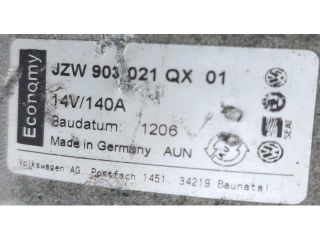 Economy
JZW 903 021 QX 01
14V/140A
Baudatum: 1206
Made in Germany AUN
SEAT
Volkswagen AG, Postfach 1451, 34219 Baunatal